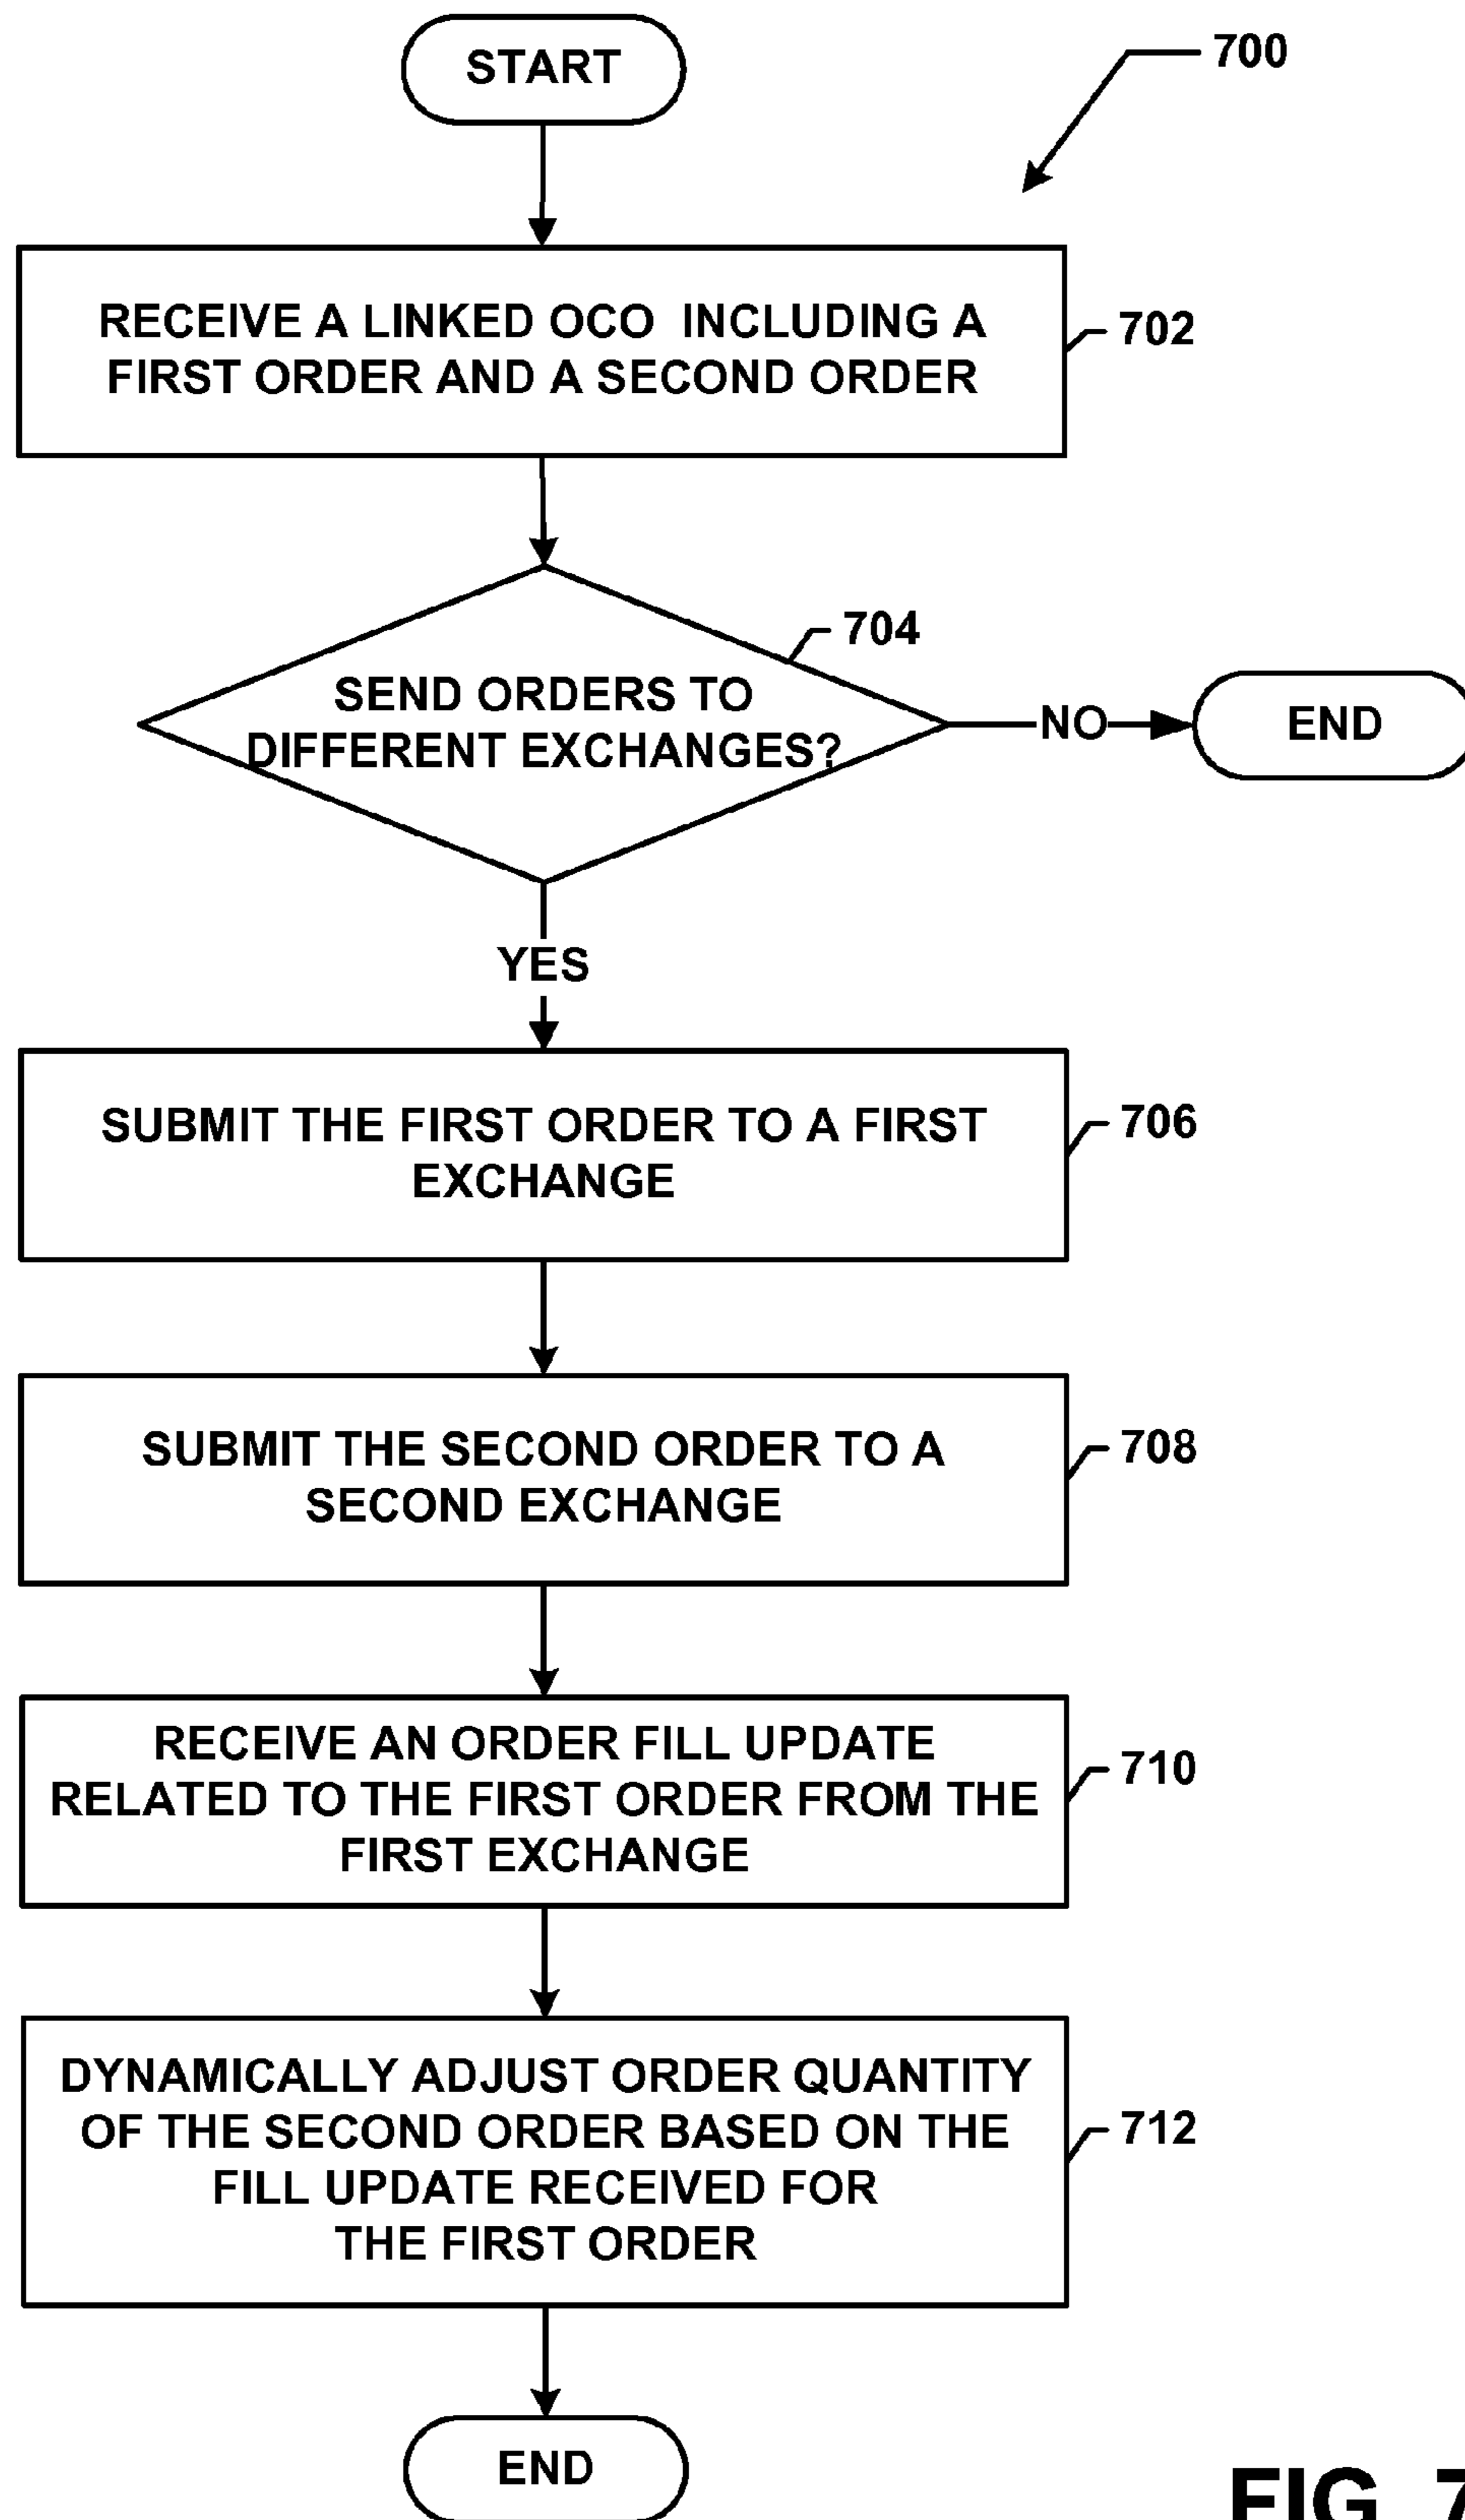 START
700
RECEIVE A LINKED OCO INCLUDING A
FIRST ORDER AND A SECOND ORDER
702
704
SEND ORDERS TO
DIFFERENT EXCHANGES?
NO
END
YES
SUBMIT THE FIRST ORDER TO A FIRST
EXCHANGE
706
SUBMIT THE SECOND ORDER TO A
SECOND EXCHANGE
708
RECEIVE AN ORDER FILL UPDATE
RELATED TO THE FIRST ORDER FROM THE
FIRST EXCHANGE
710
DYNAMICALLY ADJUST ORDER QUANTITY
OF THE SECOND ORDER BASED ON THE
FILL UPDATE RECEIVED FOR
THE FIRST ORDER
712
END
FIG. 7